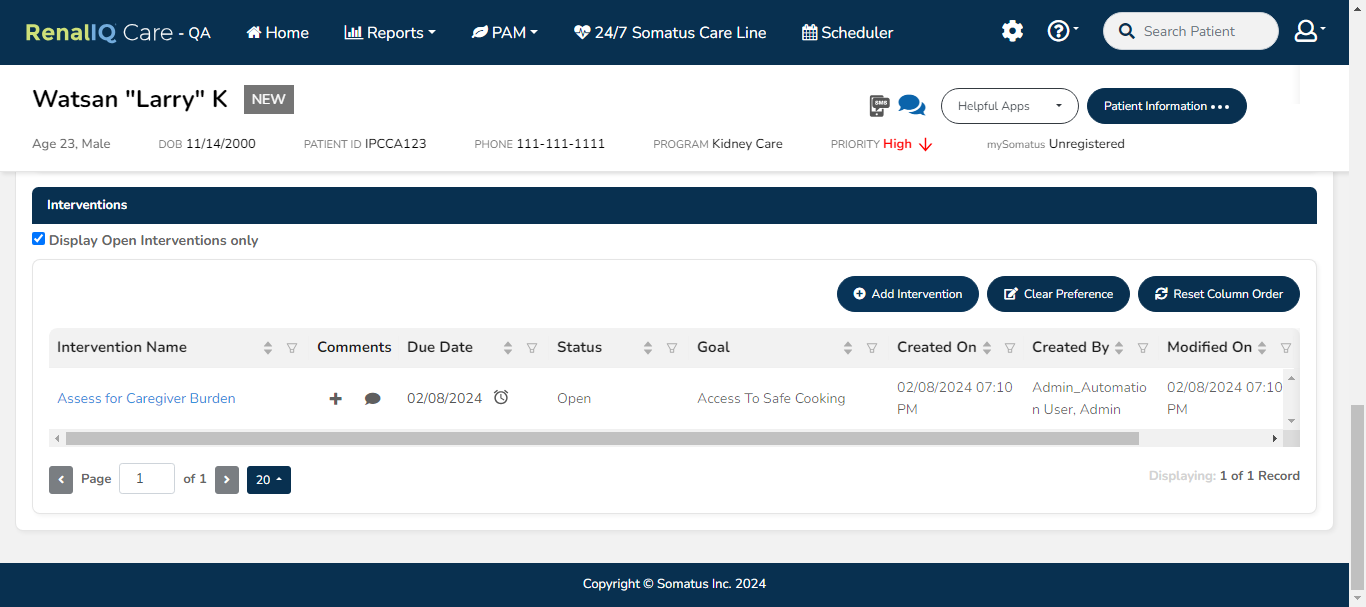 RenalIQ Care - QA Home Reports PAM 24/7 Somatus Care Line Scheduler Search Patient
Watsan "Larry" K NEW
SMS Helpful Apps Patient Information
Age 23, Male DOB 11/14/2000 PATIENT ID IPCCA123 PHONE 111-111-1111 PROGRAM Kidney Care PRIORITY High mySomatus Unregistered
Interventions
Display Open Interventions only
Add Intervention Clear Preference Reset Column Order
Intervention Name Comments Due Date Status Goal Created On Created By Modified On
Assess for Caregiver Burden 02/08/2024 Open Access To Safe Cooking 02/08/2024 07:10 PM Admin_Automation User, Admin 02/08/2024 07:10 PM
Page 1 of 1 20 Displaying: 1 of 1 Record
Copyright © Somatus Inc. 2024